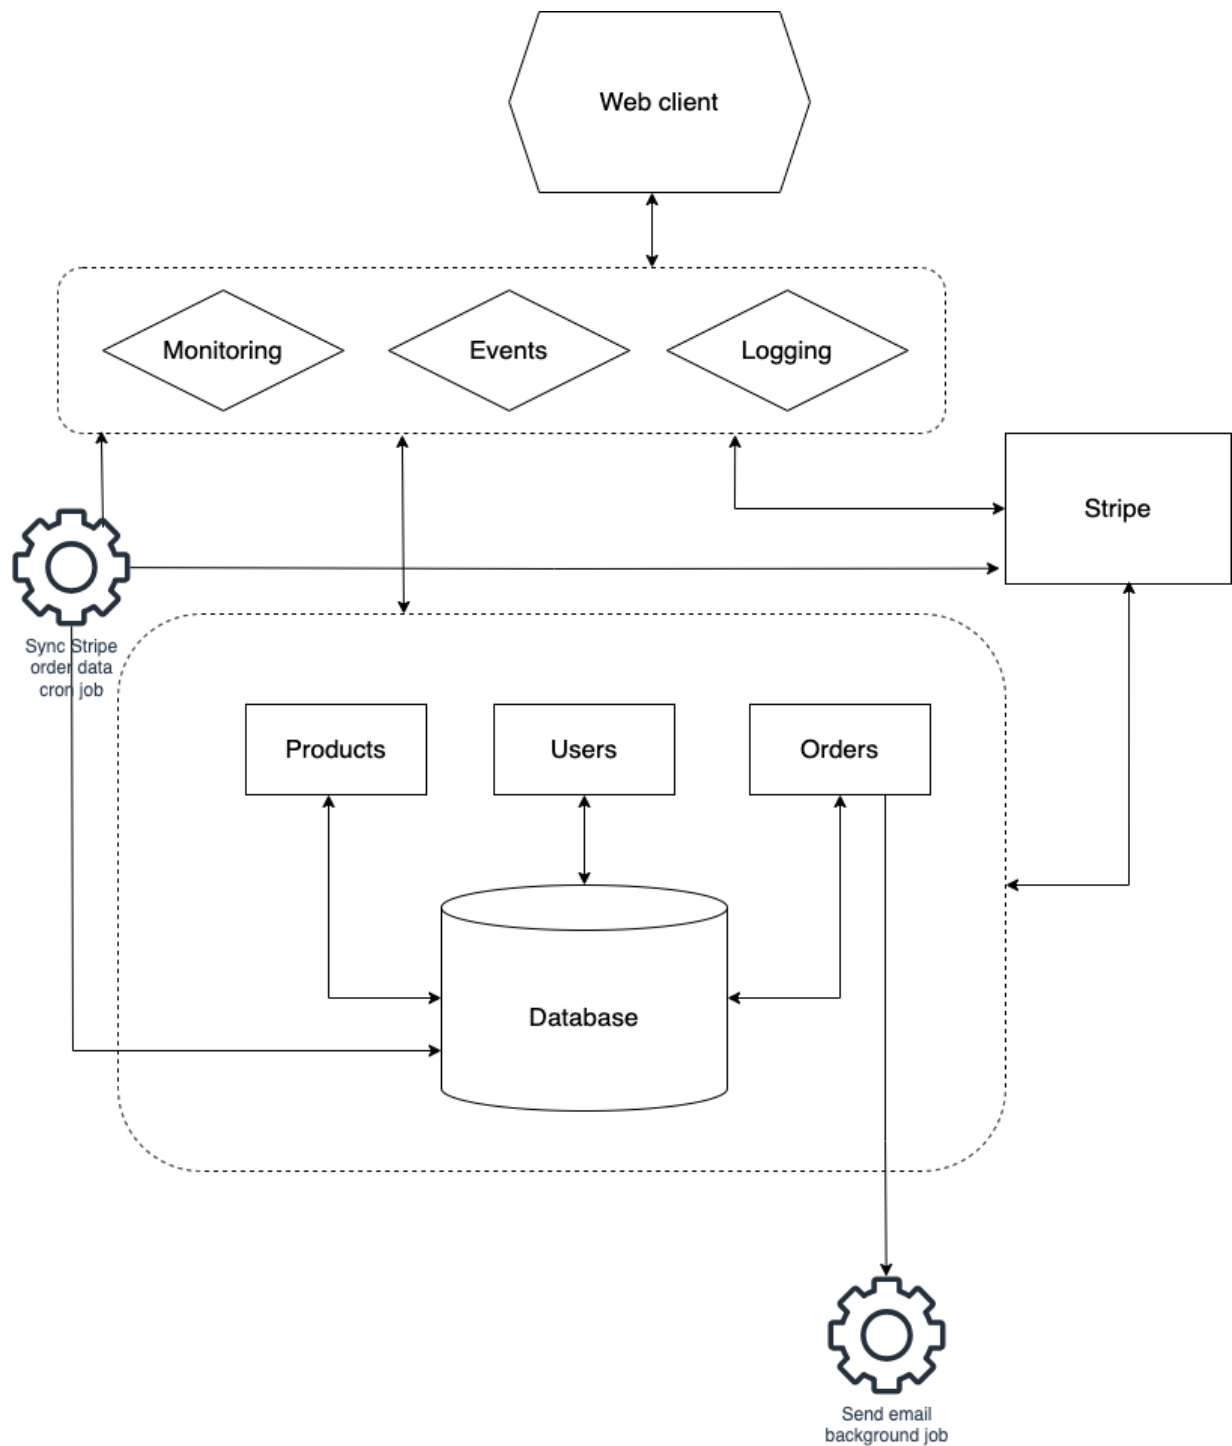 Web client
Monitoring
Events
Logging
Stripe
Sync Stripe
order data
cron job
Products
Users
Orders
Database
Send email
background job